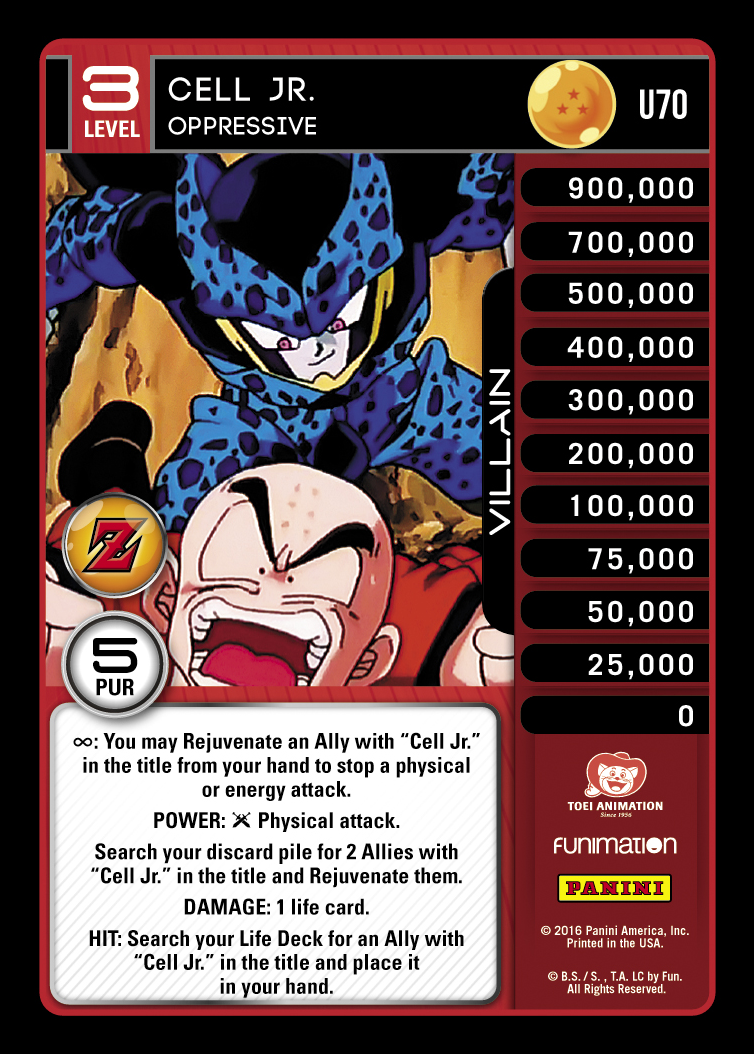 3
LEVEL
CELL JR.
OPPRESSIVE
U70
900,000
700,000
500,000
400,000
300,000
200,000
100,000
75,000
50,000
25,000
0
VILLAIN
Z
5
PUR
∞: You may Rejuvenate an Ally with “Cell Jr.”
in the title from your hand to stop a physical
or energy attack.
POWER: Physical attack.
Search your discard pile for 2 Allies with
“Cell Jr.” in the title and Rejuvenate them.
DAMAGE: 1 life card.
HIT: Search your Life Deck for an Ally with
“Cell Jr.” in the title and place it
in your hand.
TOEI ANIMATION
Since 1956
FUNIMATION
PANINI
© 2016 Panini America, Inc.
Printed in the USA.
© B.S. / S. , T.A. LC by Fun.
All Rights Reserved.